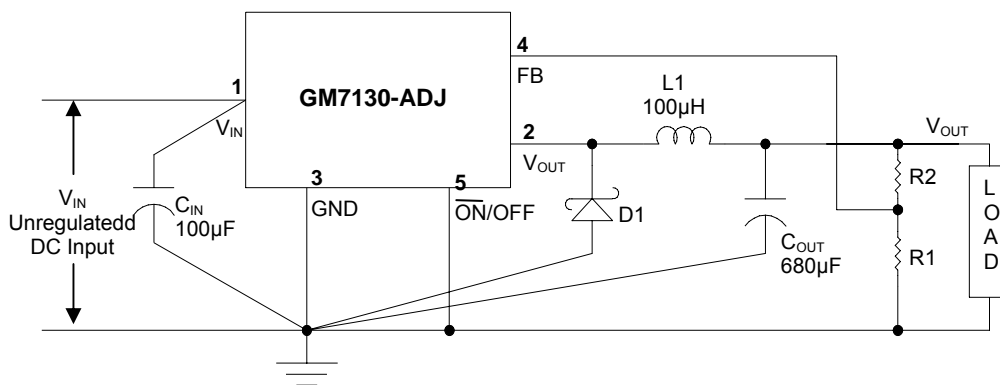 4
FB
L1
100µH
1
GM7130-ADJ
V_IN
2
V_OUT
V_OUT
R2
3
GND
5
O̅N̅/OFF
D1
C_IN
100µF
V_IN
Unregulatedd
DC Input
C_OUT
680µF
R1
L
O
A
D